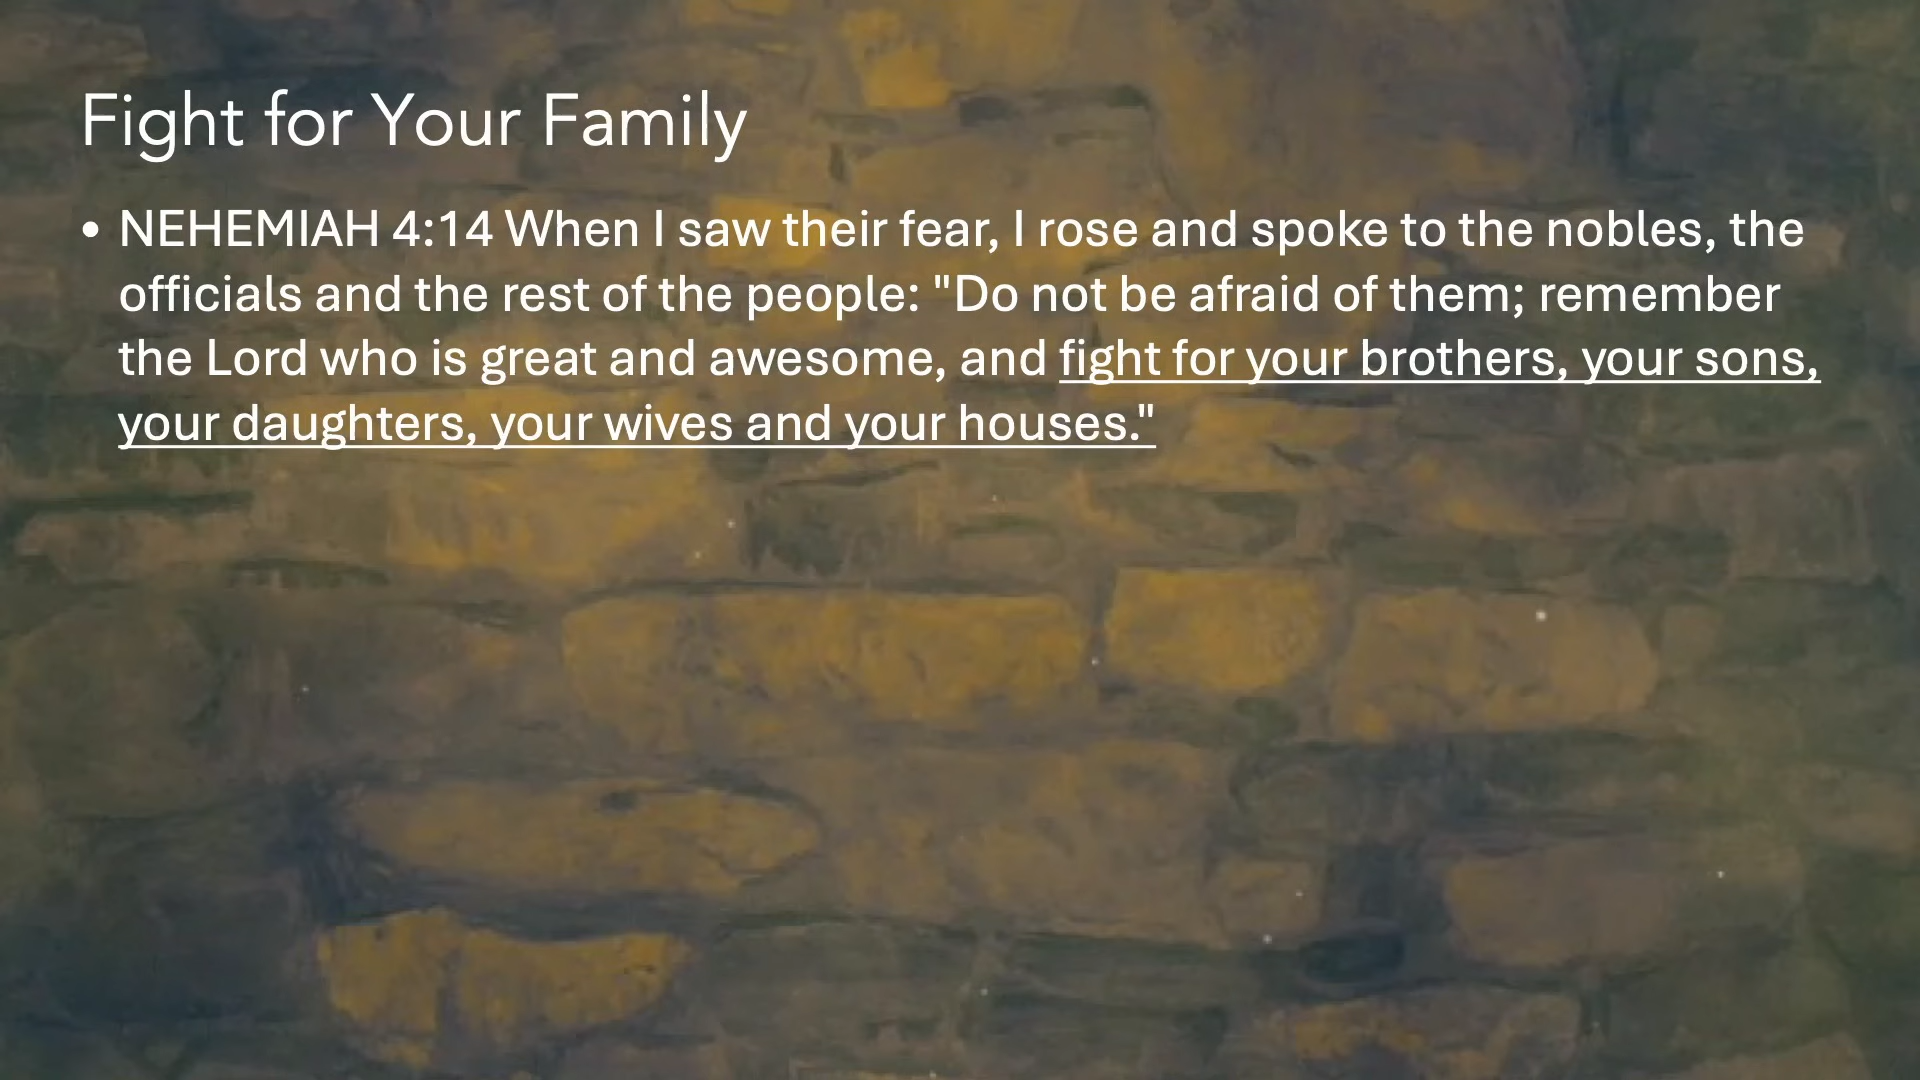 Fight for Your Family
• NEHEMIAH 4:14 When I saw their fear, I rose and spoke to the nobles, the
officials and the rest of the people: "Do not be afraid of them; remember
the Lord who is great and awesome, and fight for your brothers, your sons,
your daughters, your wives and your houses."